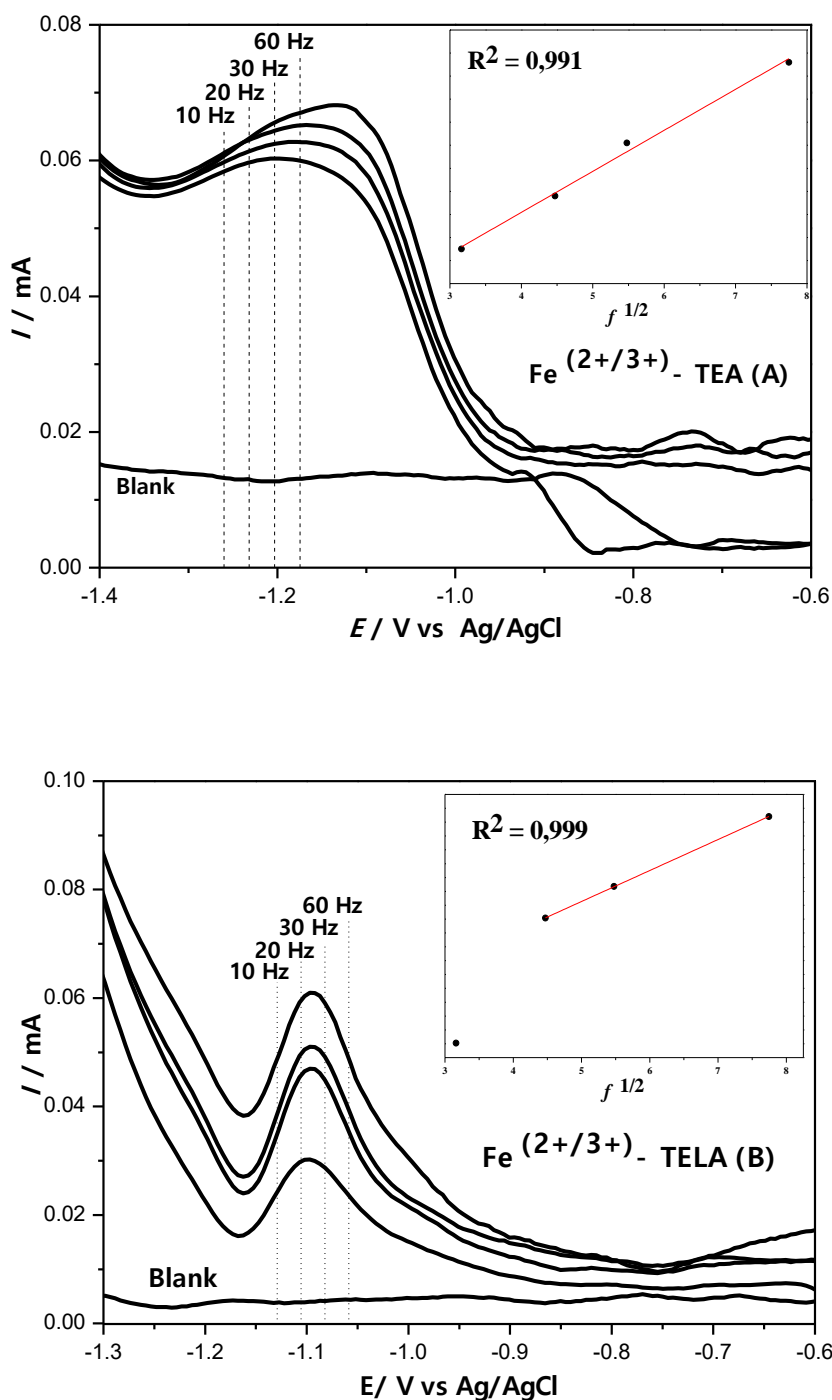 0.08
60 Hz
30 Hz
20 Hz
10 Hz
R2 = 0,991
0.06
0.04
3 4 5 6 7 8
f 1/2
I / mA
Fe (2+/3+) - TEA (A)
0.02
Blank
0.00
-1.4 -1.2 -1.0 -0.8 -0.6
E / V vs Ag/AgCl
0.10
R2 = 0,999
0.08
60 Hz
30 Hz
20 Hz
10 Hz
0.06
3 4 5 6 7 8
f 1/2
I / mA
0.04
Fe (2+/3+) - TELA (B)
0.02
Blank
0.00
-1.3 -1.2 -1.1 -1.0 -0.9 -0.8 -0.7 -0.6
E/ V vs Ag/AgCl